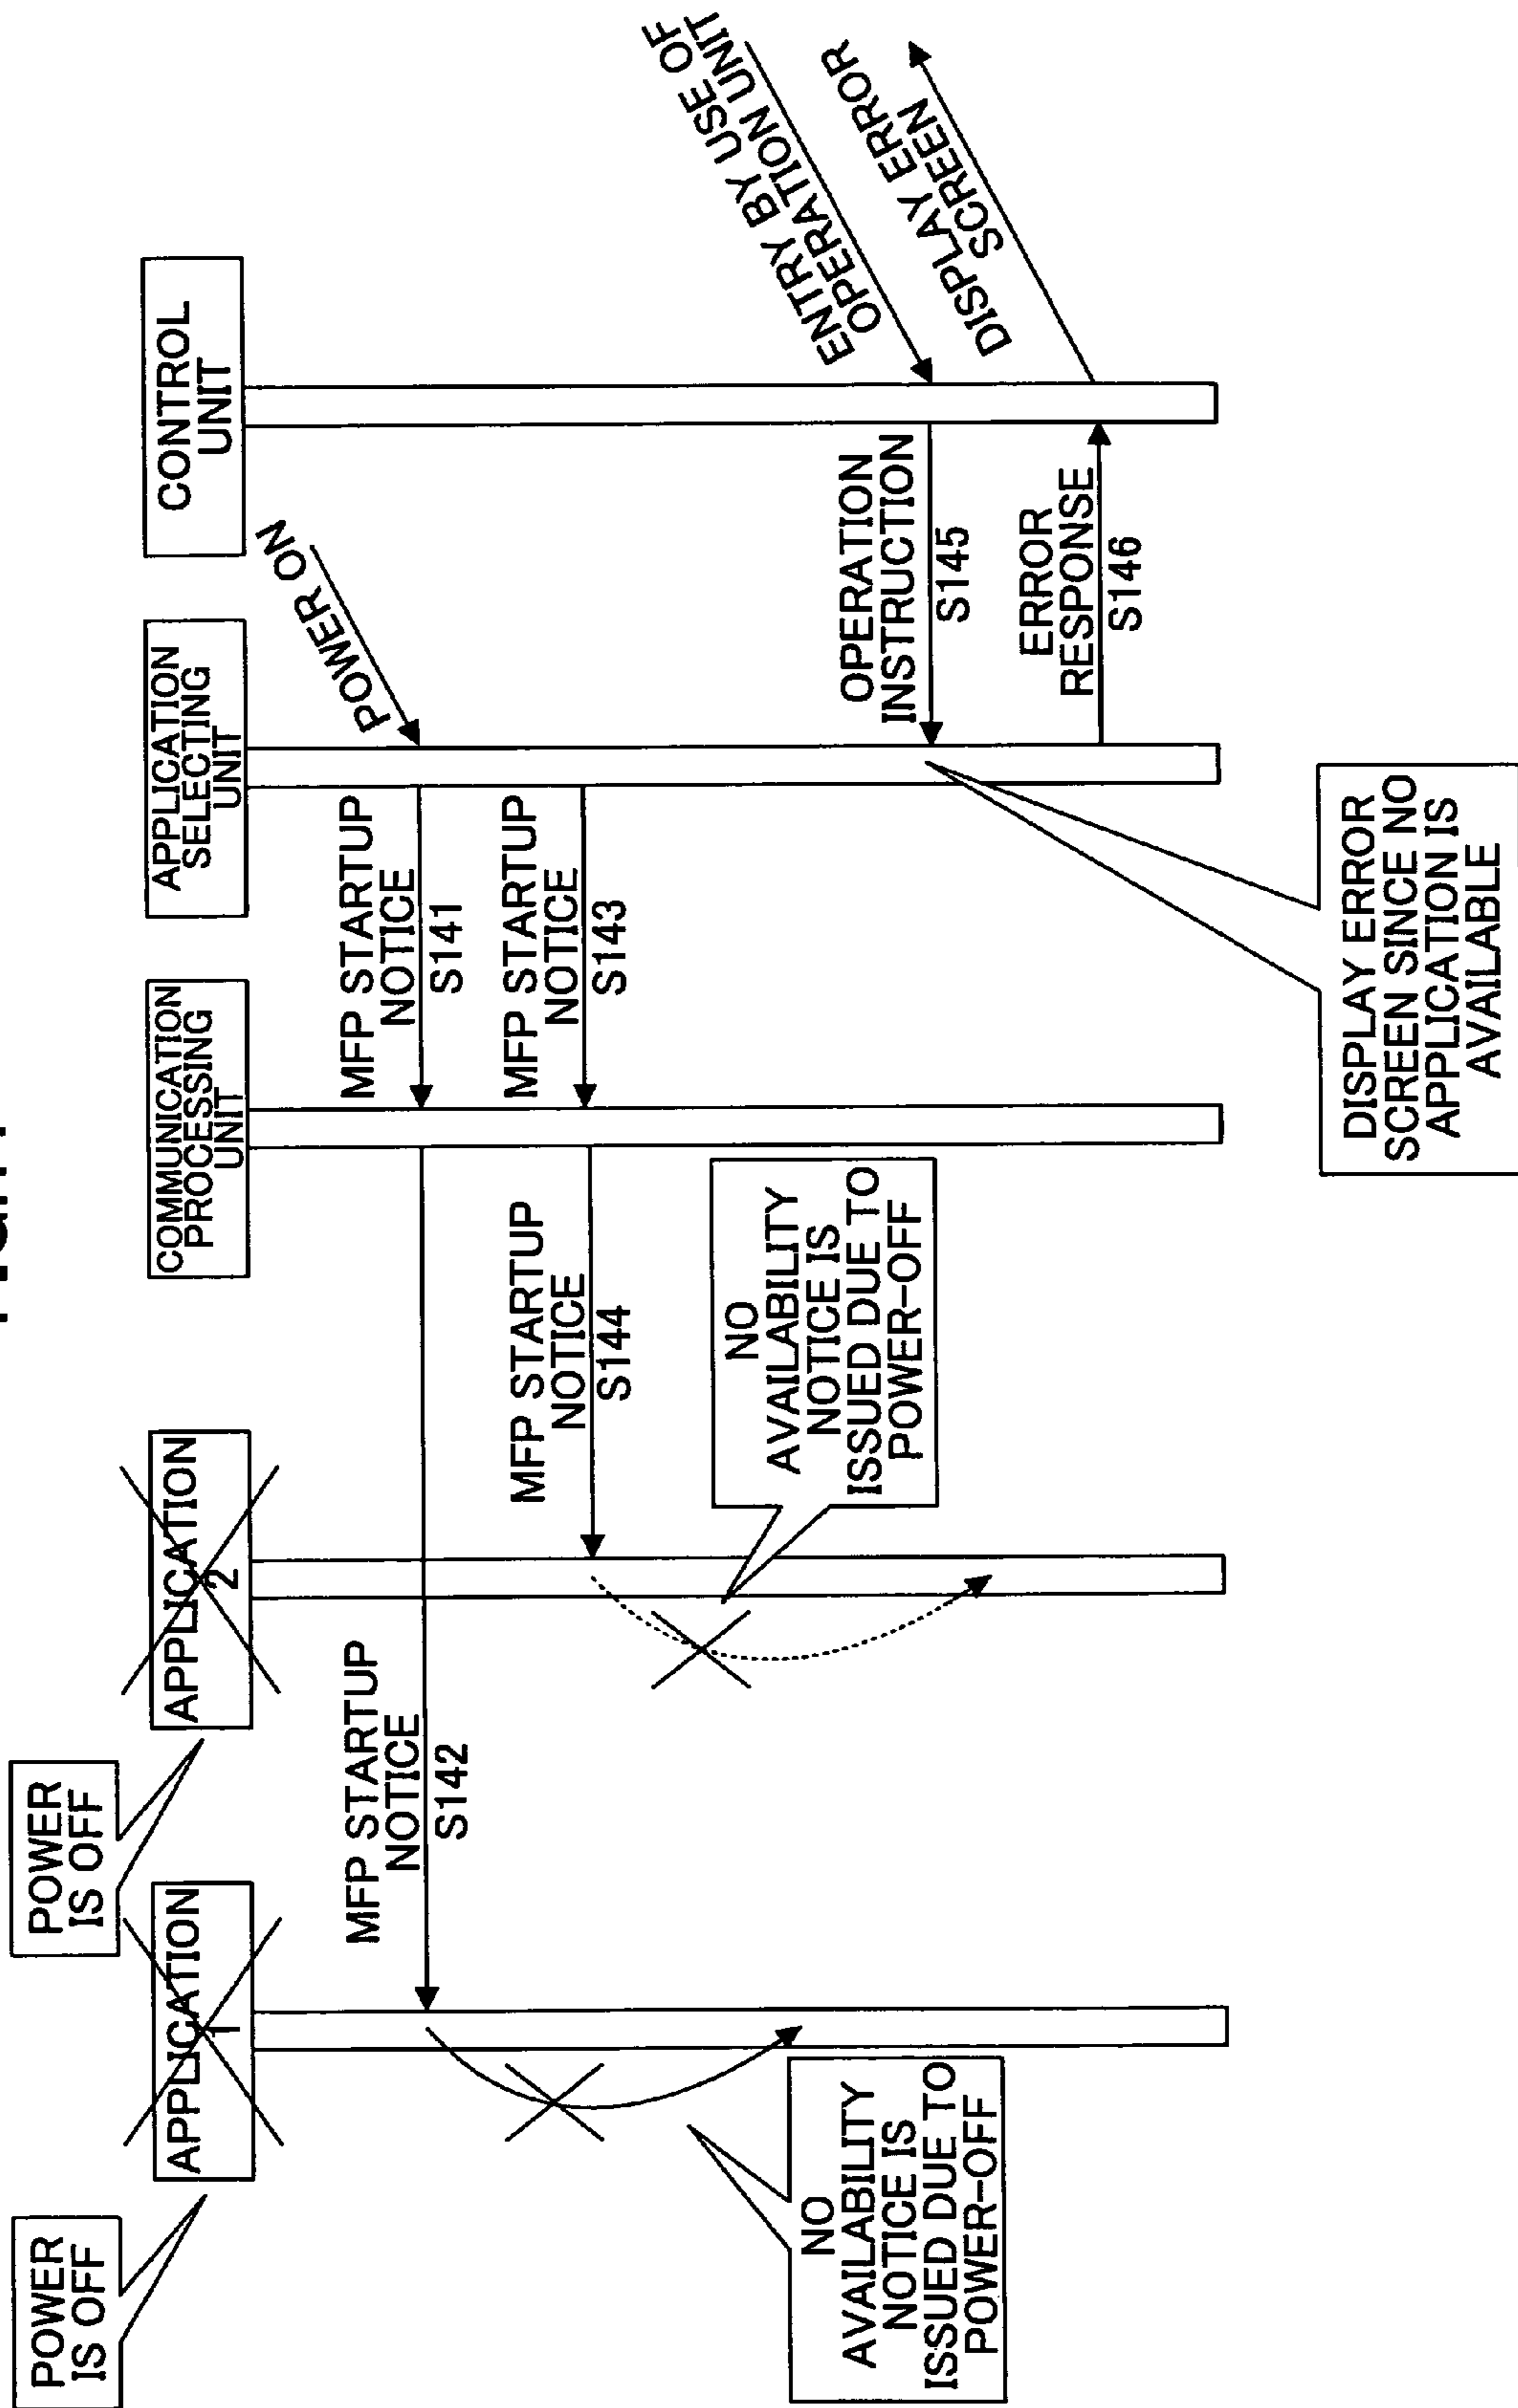 POWER
IS OFF
POWER
IS OFF
APPLICATION
1
APPLICATION
2
COMMUNICATION
PROCESSING
UNIT
APPLICATION
SELECTING
UNIT
CONTROL
UNIT
POWER ON
MFP STARTUP
NOTICE
S141
MFP STARTUP
NOTICE
S142
MFP STARTUP
NOTICE
S143
MFP STARTUP
NOTICE
S144
NO
AVAILABILITY
NOTICE IS
ISSUED DUE TO
POWER-OFF
NO
AVAILABILITY
NOTICE IS
ISSUED DUE TO
POWER-OFF
ENTRY BY USE OF
OPERATION UNIT
OPERATION
INSTRUCTION
S145
DISPLAY ERROR
SCREEN
ERROR
RESPONSE
S146
DISPLAY ERROR
SCREEN SINCE NO
APPLICATION IS
AVAILABLE